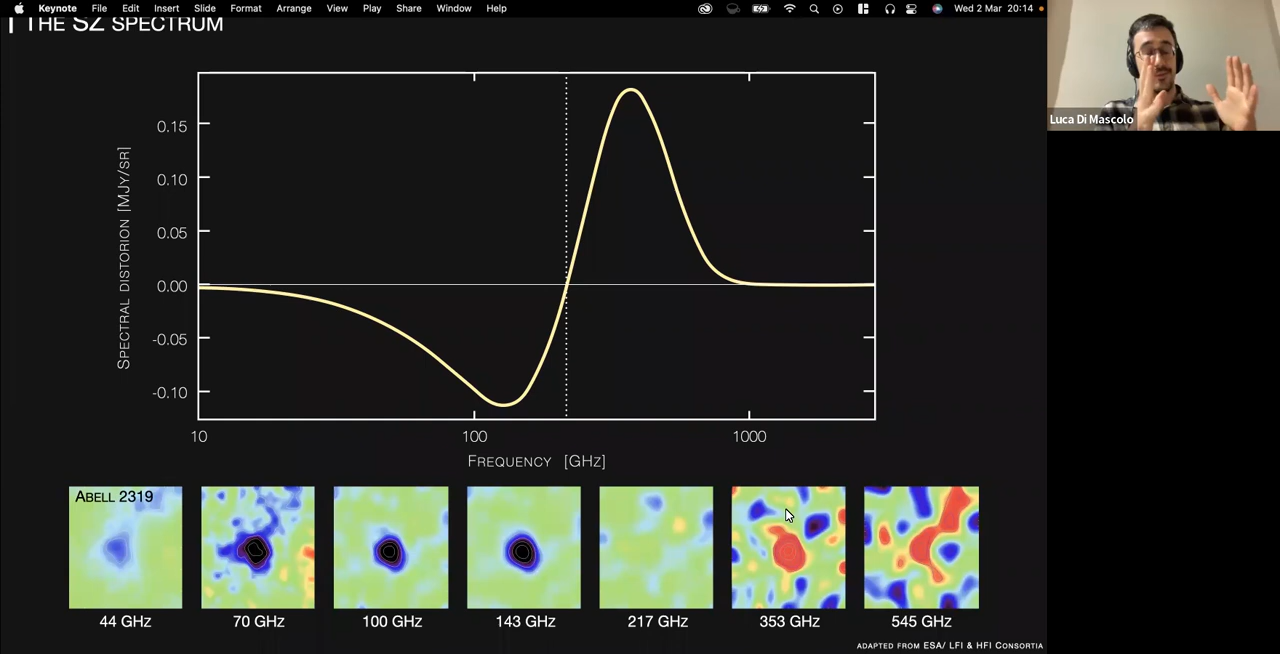 Keynote File Edit Insert Slide Format Arrange View Play Share Window Help Wed 2 Mar 20:14
THE SZ SPECTRUM
Luca Di Mascolo
SPECTRAL DISTORION [MJY/SR]
0.15
0.10
0.05
0.00
-0.05
-0.10
10 100 1000
FREQUENCY [GHZ]
ABELL 2319
44 GHz 70 GHz 100 GHz 143 GHz 217 GHz 353 GHz 545 GHz
ADAPTED FROM ESA/ LFI & HFI CONSORTIA